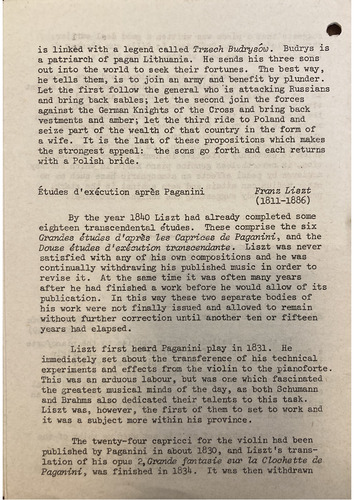 is linked with a legend called Trzech Budrysów. Budrys is
a patriarch of pagan Lithuania. He sends his three sons
out into the world to seek their fortunes. The best way,
he tells them, is to join an army and benefit by plunder.
Let the first follow the general who is attacking Russians
and bring back sables; let the second join the forces
against the German Knights of the Cross and bring back
vestments and amber; let the third ride to Poland and
seize part of the wealth of that country in the form of
a wife. It is the last of these propositions which makes
the strongest appeal: the sons go forth and each returns
with a Polish bride.
Études d'exécution après Paganini Franz Liszt
(1811-1886)
By the year 1840 Liszt had already completed some
eighteen transcendental études. These comprise the six
Grandes études d'après les Caprices de Paganini, and the
Douze études d'exécution transcendante. Liszt was never
satisfied with any of his own compositions and he was
continually withdrawing his published music in order to
revise it. At the same time it was often many years
after he had finished a work before he would allow of its
publication. In this way these two separate bodies of
his work were not finally issued and allowed to remain
without further correction until another ten or fifteen
years had elapsed.
Liszt first heard Paganini play in 1831. He
immediately set about the transference of his technical
experiments and effects from the violin to the pianoforte.
This was an arduous labour, but was one which fascinated
the greatest musical minds of the day, as both Schumann
and Brahms also dedicated their talents to this task.
Liszt was, however, the first of them to set to work and
it was a subject more within his province.
The twenty-four capricci for the violin had been
published by Paganini in about 1830, and Liszt's trans-
lation of his opus 2, Grande fantasie sur la Clochette de
Paganini, was finished in 1834. It was then withdrawn